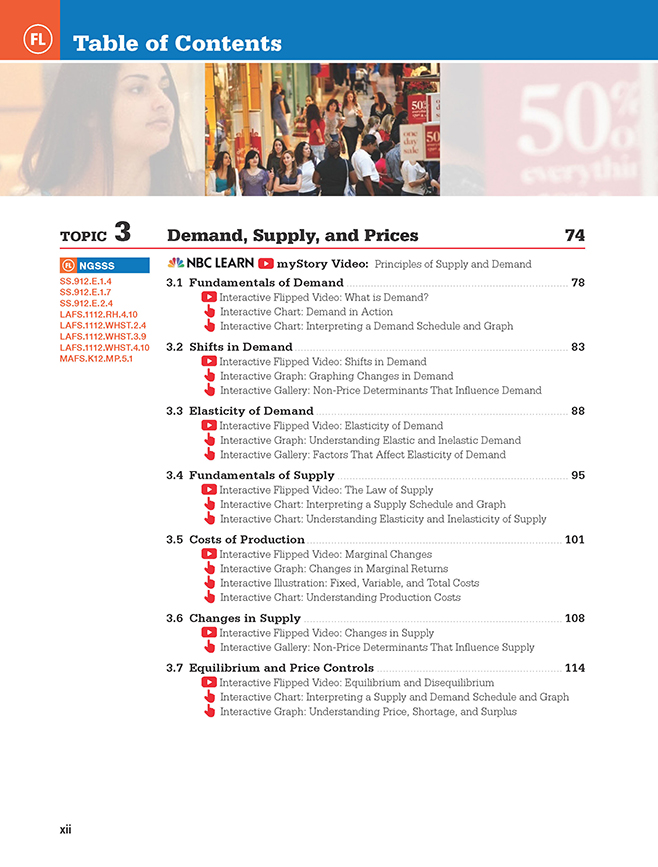 FL Table of Contents
50%
one
day
sale
50
50%
o
everythin
TOPIC 3 Demand, Supply, and Prices 74
FL NGSSS
SS.912.E.1.4
SS.912.E.1.7
SS.912.E.2.4
LAFS.1112.RH.4.10
LAFS.1112.WHST.2.4
LAFS.1112.WHST.3.9
LAFS.1112.WHST.4.10
MAFS.K12.MP.5.1
NBC LEARN myStory Video: Principles of Supply and Demand
3.1 Fundamentals of Demand 78
Interactive Flipped Video: What is Demand?
Interactive Chart: Demand in Action
Interactive Chart: Interpreting a Demand Schedule and Graph
3.2 Shifts in Demand 83
Interactive Flipped Video: Shifts in Demand
Interactive Graph: Graphing Changes in Demand
Interactive Gallery: Non-Price Determinants That Influence Demand
3.3 Elasticity of Demand 88
Interactive Flipped Video: Elasticity of Demand
Interactive Graph: Understanding Elastic and Inelastic Demand
Interactive Gallery: Factors That Affect Elasticity of Demand
3.4 Fundamentals of Supply 95
Interactive Flipped Video: The Law of Supply
Interactive Chart: Interpreting a Supply Schedule and Graph
Interactive Chart: Understanding Elasticity and Inelasticity of Supply
3.5 Costs of Production 101
Interactive Flipped Video: Marginal Changes
Interactive Graph: Changes in Marginal Returns
Interactive Illustration: Fixed, Variable, and Total Costs
Interactive Chart: Understanding Production Costs
3.6 Changes in Supply 108
Interactive Flipped Video: Changes in Supply
Interactive Gallery: Non-Price Determinants That Influence Supply
3.7 Equilibrium and Price Controls 114
Interactive Flipped Video: Equilibrium and Disequilibrium
Interactive Chart: Interpreting a Supply and Demand Schedule and Graph
Interactive Graph: Understanding Price, Shortage, and Surplus
xii